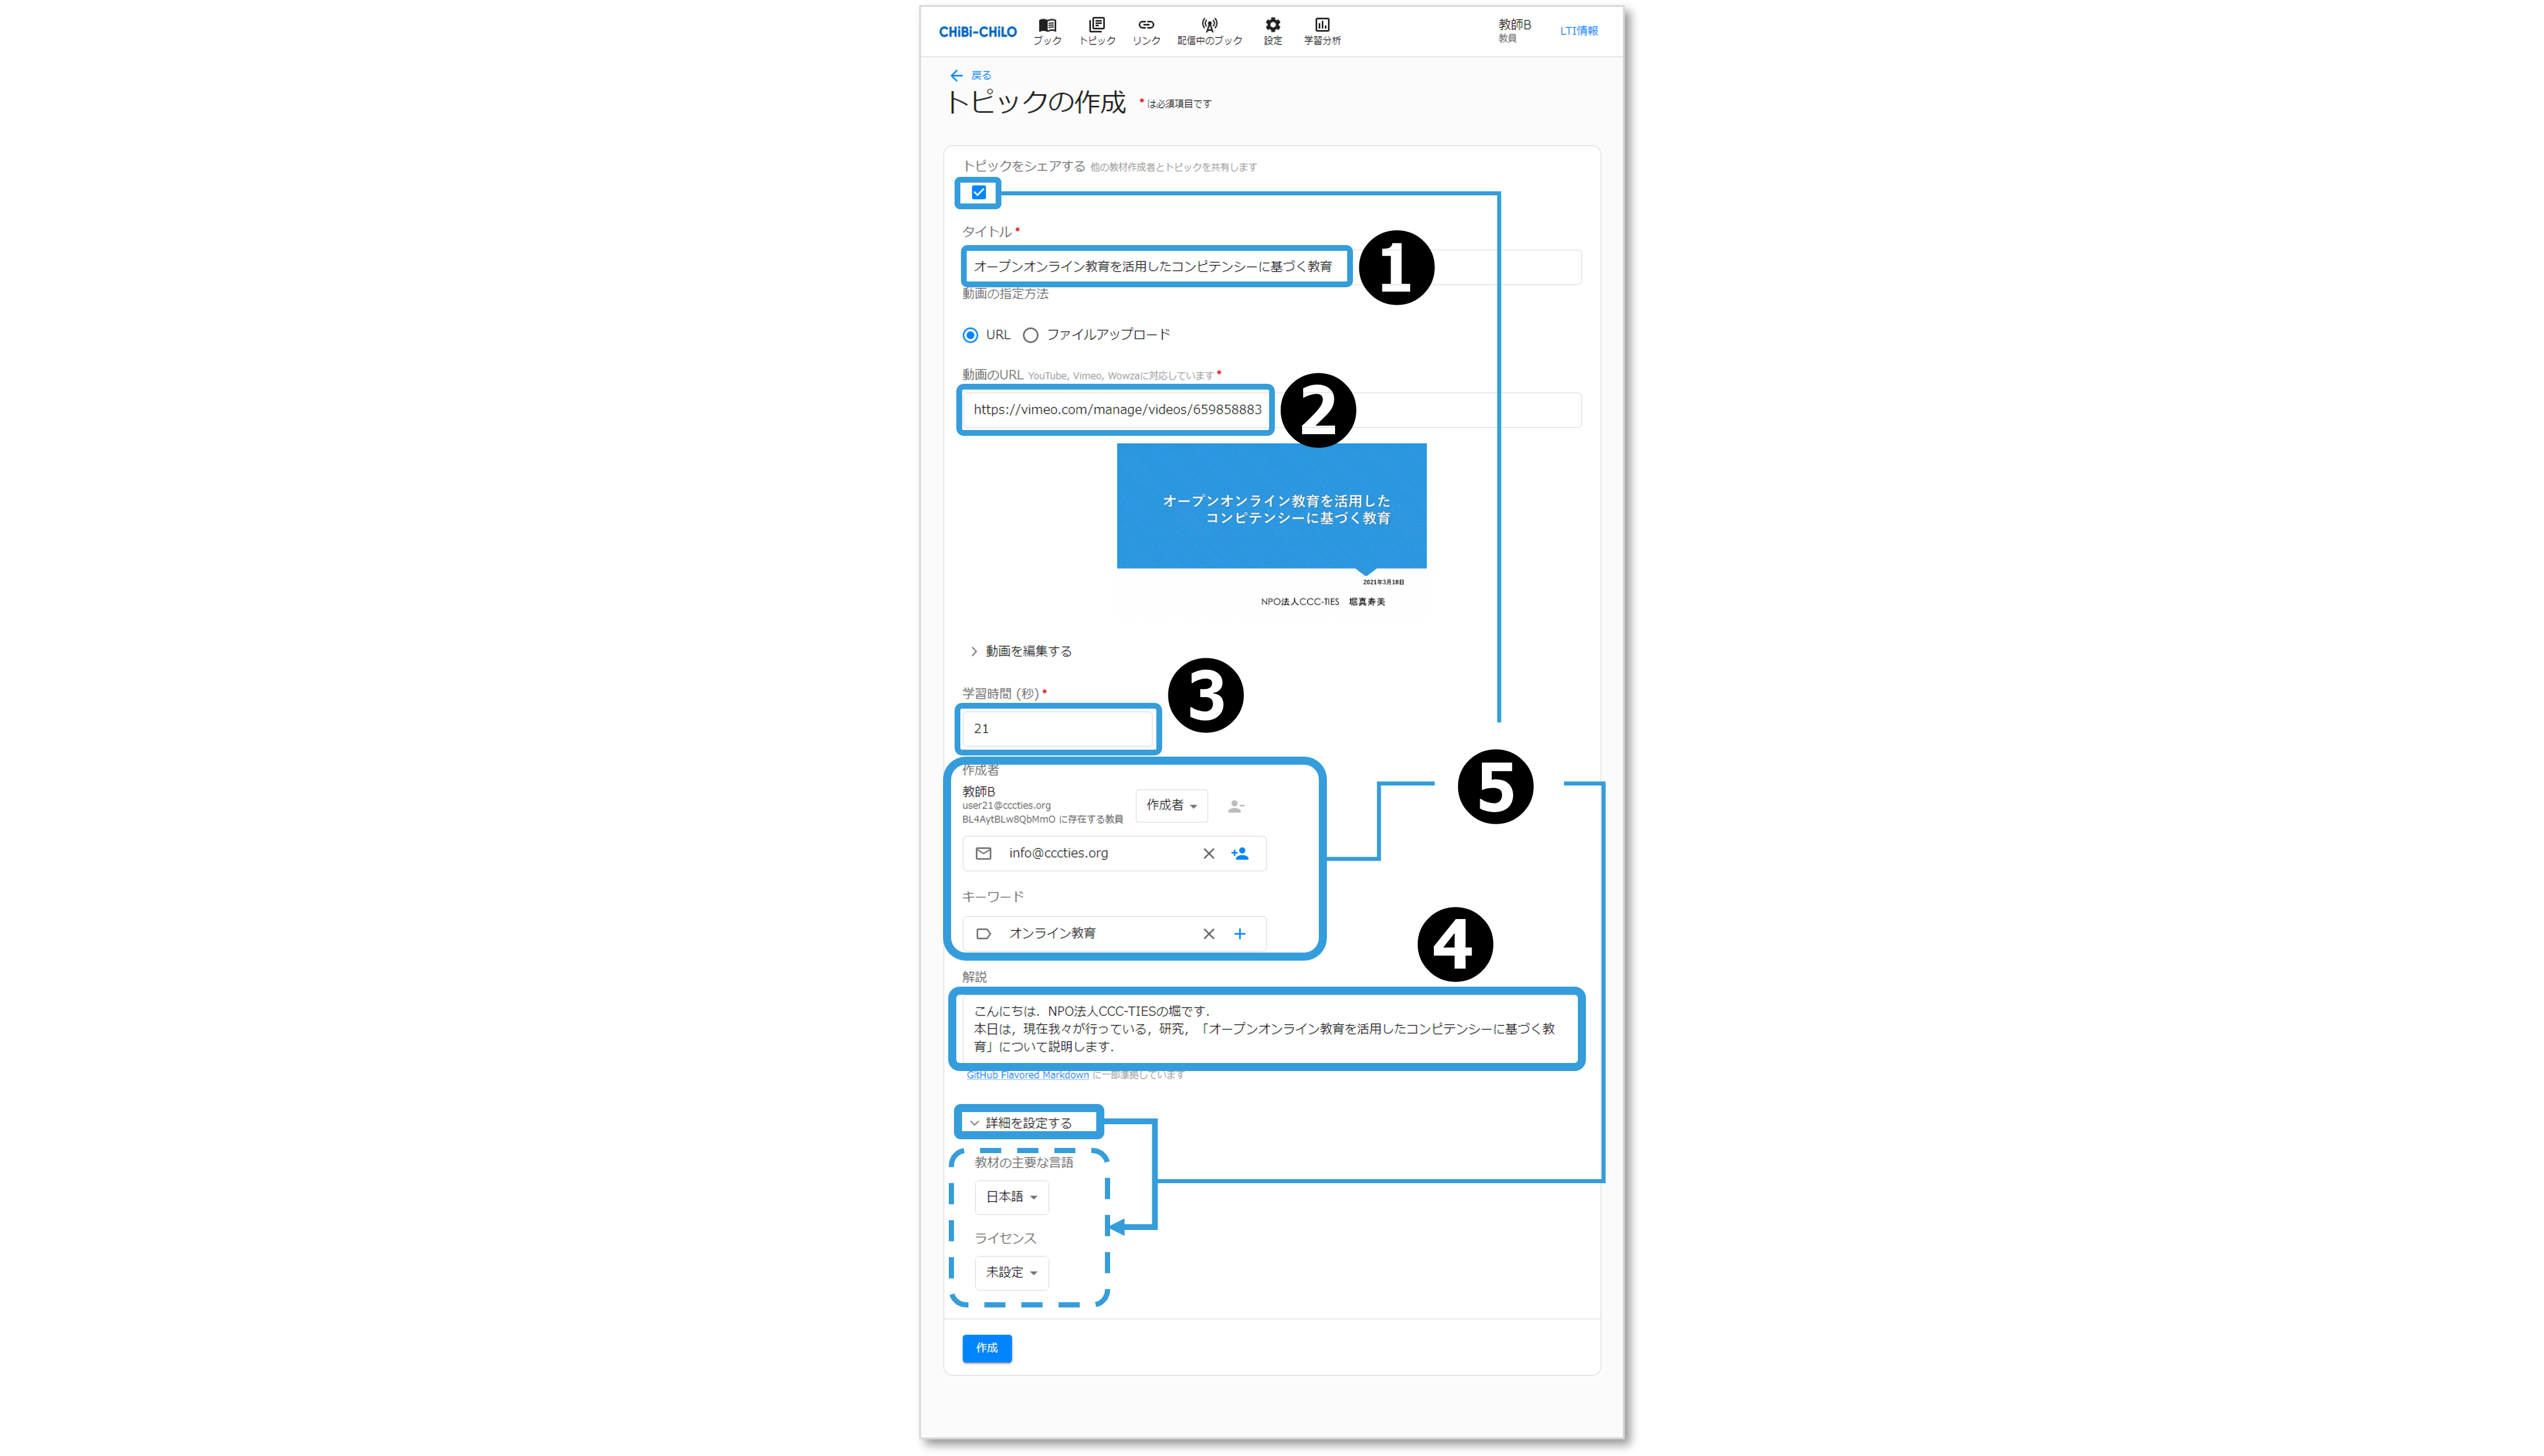 CHiBi-CHiLO
ブック
トピック
リンク
配信中のブック
設定
学習分析
教師B
教員
LTI情報
戻る
トピックの作成 * は必須項目です
トピックをシェアする 他の教材作成者とトピックを共有します
タイトル *
オープンオンライン教育を活用したコンピテンシーに基づく教育
1
動画の指定方法
URL ファイルアップロード
動画のURL YouTube, Vimeo, Wowzaに対応しています *
https://vimeo.com/manage/videos/659858883
2
オープンオンライン教育を活用した
コンピテンシーに基づく教育
2021年3月18日
NPO法人CCC-TIES 堀真寿美
動画を編集する
学習時間 (秒) *
3
21
作成者
教師B
user21@cccties.org
BL4AytBLw8QbMmO に存在する教員
作成者
5
info@cccties.org
キーワード
オンライン教育
4
解説
こんにちは．NPO法人CCC-TIESの堀です．
本日は，現在我々が行っている，研究，「オープンオンライン教育を活用したコンピテンシーに基づく教
育」について説明します．
GitHub Flavored Markdown に一部準拠しています
詳細を設定する
教材の主要な言語
日本語
ライセンス
未設定
作成